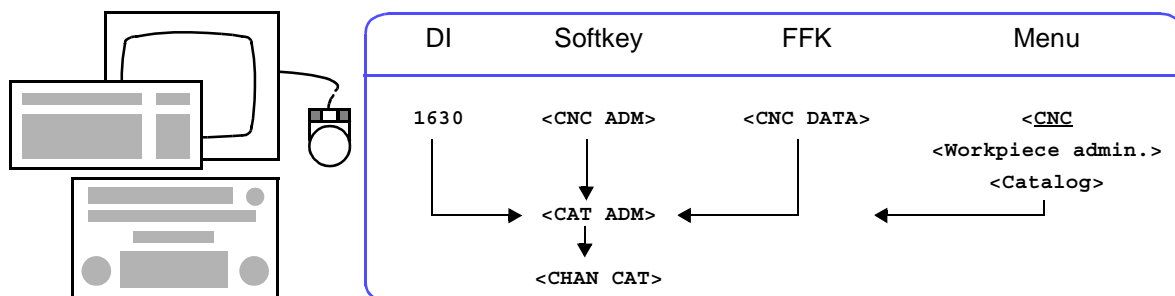 DI Softkey FFK Menu
1630 <CNC ADM> <CNC DATA> <CNC
<Workpiece admin.>
<Catalog>
<CAT ADM>
<CHAN CAT>